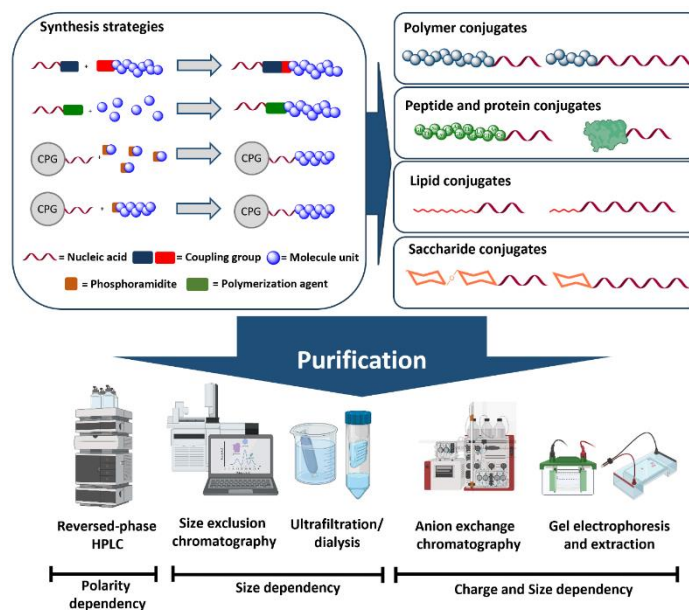 Synthesis strategies
+
+
CPG
+
CPG
CPG
+
CPG
= Nucleic acid
= Coupling group
= Molecule unit
= Phosphoramidite
= Polymerization agent
Polymer conjugates
Peptide and protein conjugates
Lipid conjugates
Saccharide conjugates
Purification
Reversed-phase
HPLC
Size exclusion
chromatography
Ultrafiltration/
dialysis
Anion exchange
chromatography
Gel electrophoresis
and extraction
Polarity
dependency
Size dependency
Charge and Size dependency